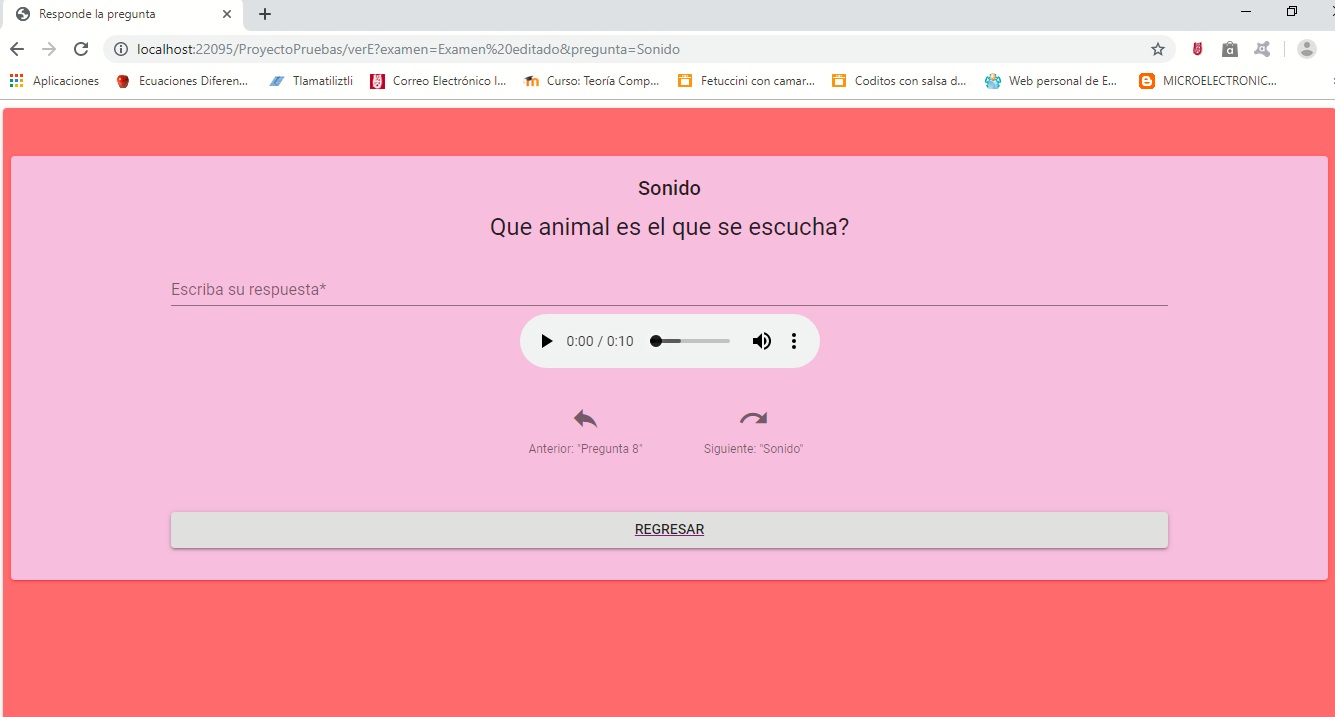 Responde la pregunta
localhost:22095/ProyectoPruebas/verE?examen=Examen%20editado&pregunta=Sonido
Aplicaciones Ecuaciones Diferen... Tlamatiliztli Correo Electrónico I... Curso: Teoría Comp... Fetuccini con camar... Coditos con salsa d... Web personal de E... MICROELECTRONIC...
Sonido
Que animal es el que se escucha?
Escriba su respuesta*
0:00 / 0:10
Anterior: "Pregunta 8" Siguiente: "Sonido"
REGRESAR